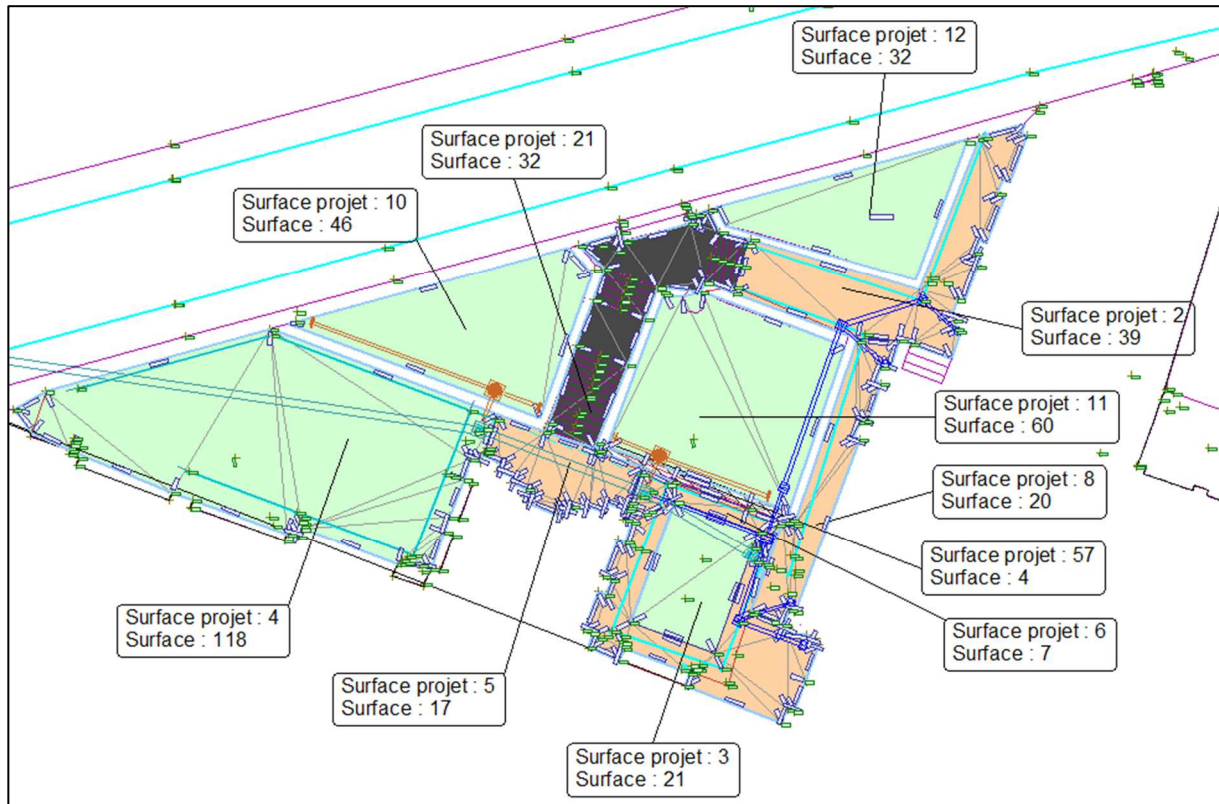 Surface projet : 12
Surface : 32
Surface projet : 21
Surface : 32
Surface projet : 10
Surface : 46
Surface projet : 2
Surface : 39
Surface projet : 11
Surface : 60
Surface projet : 8
Surface : 20
Surface projet : 57
Surface : 4
Surface projet : 4
Surface : 118
Surface projet : 6
Surface : 7
Surface projet : 5
Surface : 17
Surface projet : 3
Surface : 21